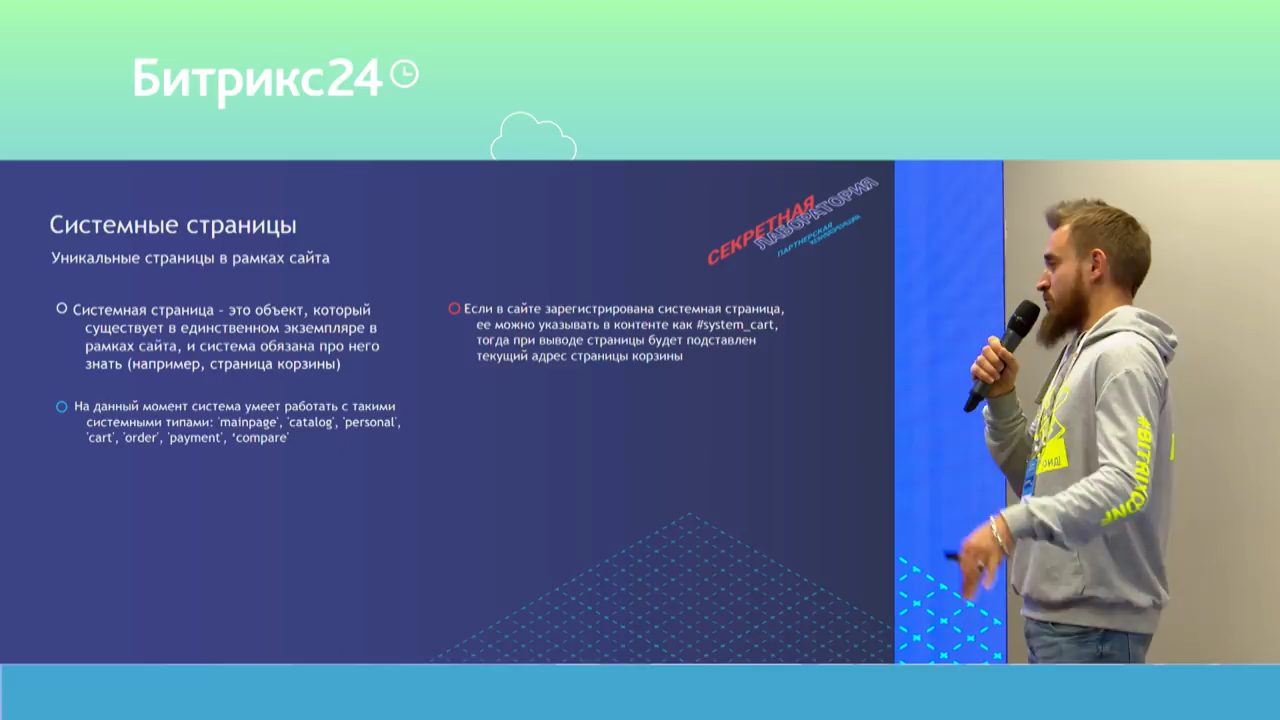 Битрикс24
Системные страницы
Уникальные страницы в рамках сайта
СЕКРЕТНАЯ
ЛАБОРАТОРИЯ
ПАРТНЕРСКАЯ
КОНФЕРЕНЦИЯ
Системная страница - это объект, который
существует в единственном экземпляре в
рамках сайта, и система обязана про него
знать (например, страница корзины)
На данный момент система умеет работать с такими
системными типами: 'mainpage', 'catalog', 'personal',
'cart', 'order', 'payment', ‘compare'
Если в сайте зарегистрирована системная страница,
ее можно указывать в контенте как #system_cart,
тогда при выводе страницы будет подставлен
текущий адрес страницы корзины
#BITRIXCONF